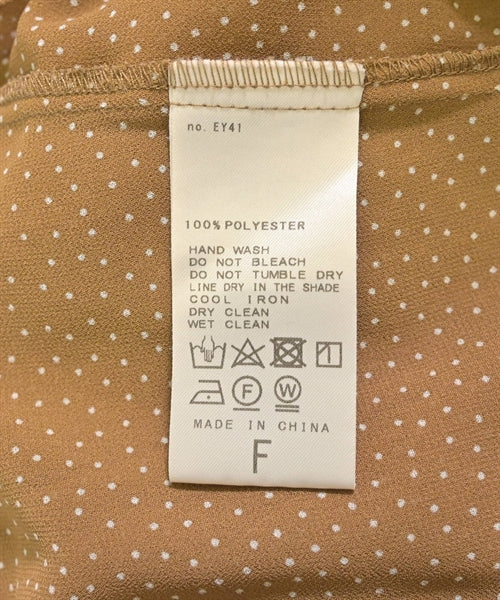 no. EY41
100% POLYESTER
HAND WASH
DO NOT BLEACH
DO NOT TUMBLE DRY
LINE DRY IN THE SHADE
COOL IRON
DRY CLEAN
WET CLEAN
F W
MADE IN CHINA
F